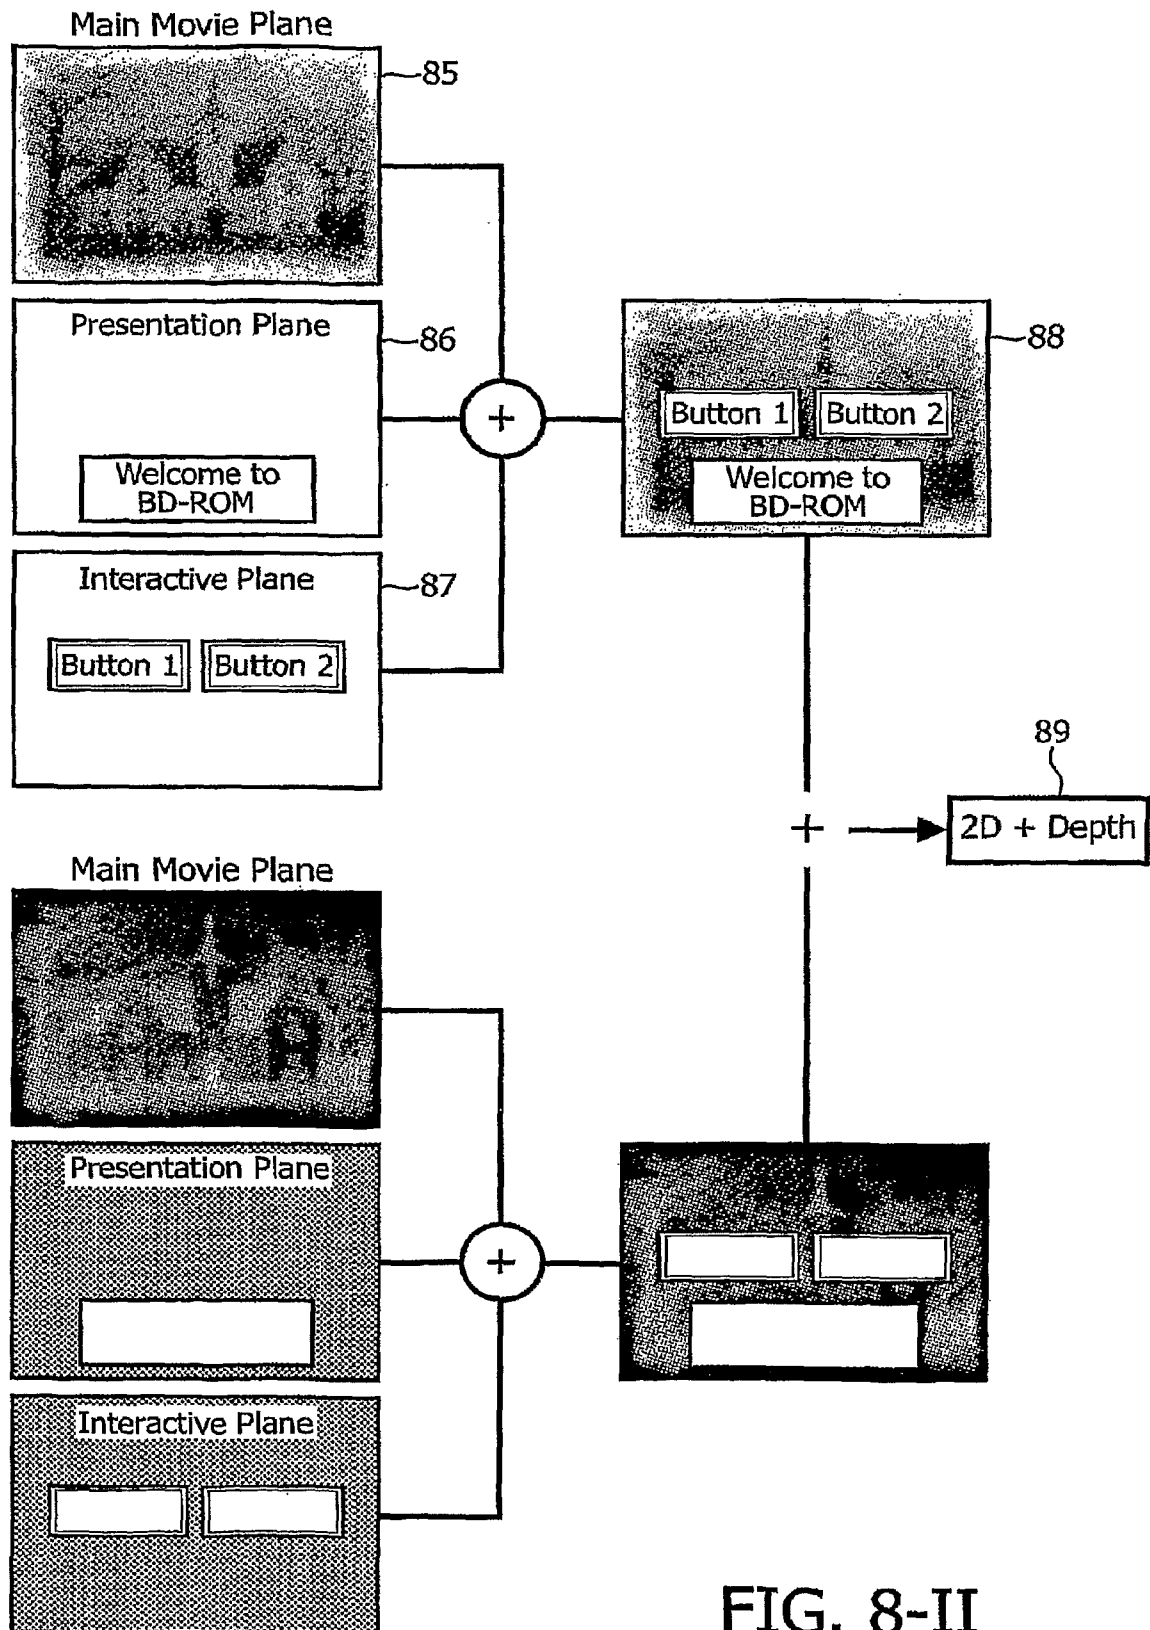 Main Movie Plane
85
Presentation Plane
86
Welcome to
BD-ROM
Interactive Plane
87
Button 1
Button 2
+
88
Button 1
Button 2
Welcome to
BD-ROM
+
89
2D + Depth
Main Movie Plane
Presentation Plane
Interactive Plane
+
FIG. 8-II